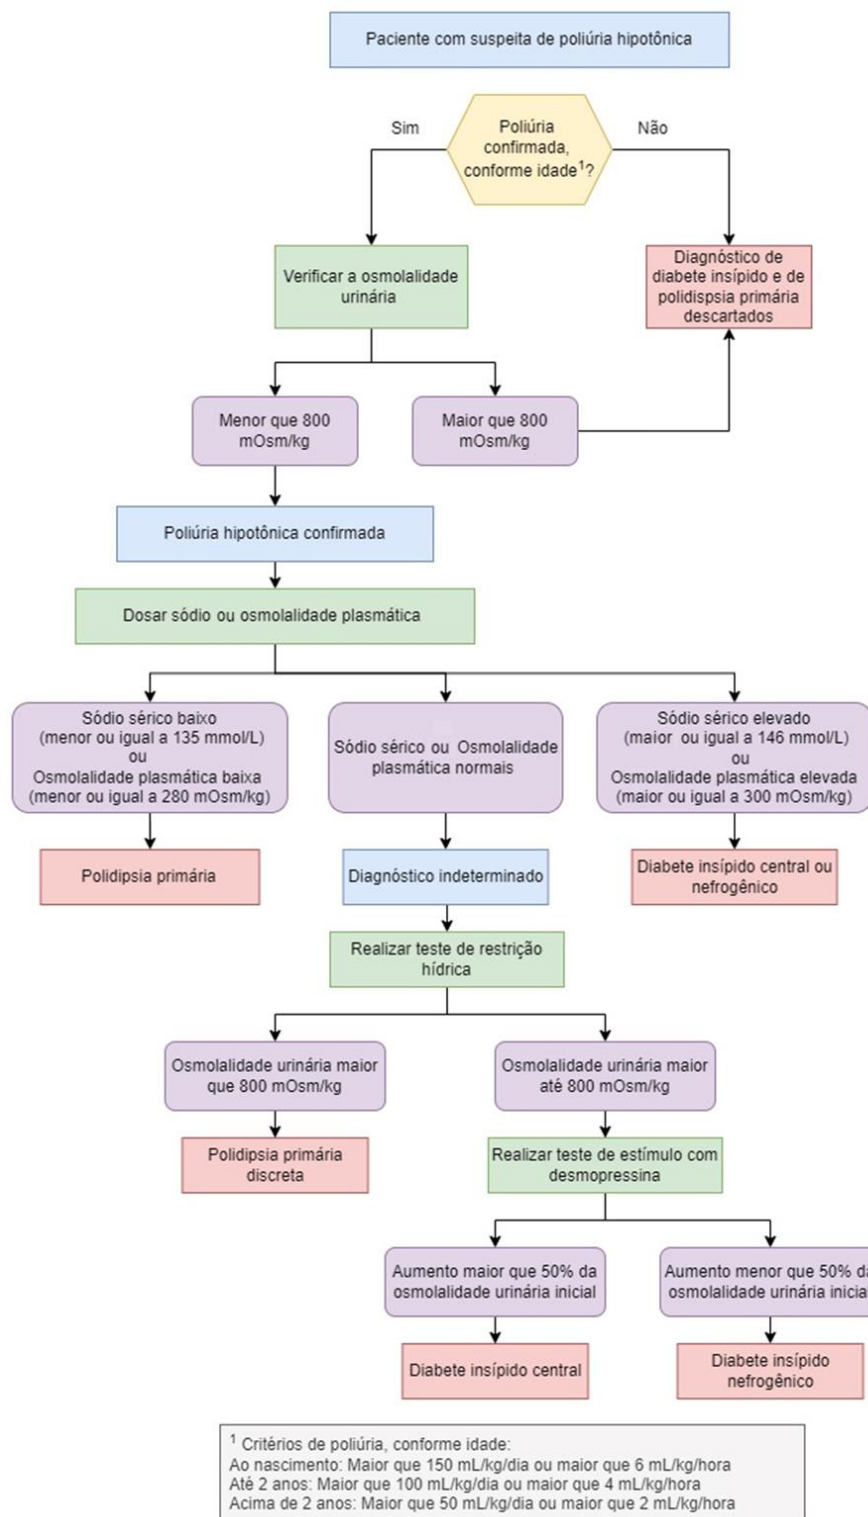 Paciente com suspeita de poliúria hipotônica
Sim
Poliúria
confirmada,
conforme idade¹?
Não
Verificar a osmolalidade
urinária
Diagnóstico de
diabete insípido e de
polidispsia primária
descartados
Menor que 800
mOsm/kg
Maior que 800
mOsm/kg
Poliúria hipotônica confirmada
Dosar sódio ou osmolalidade plasmática
Sódio sérico baixo
(menor ou igual a 135 mmol/L)
ou
Osmolalidade plasmática baixa
(menor ou igual a 280 mOsm/kg)
Sódio sérico ou Osmolalidade
plasmática normais
Sódio sérico elevado
(maior ou igual a 146 mmol/L)
ou
Osmolalidade plasmática elevada
(maior ou igual a 300 mOsm/kg)
Polidipsia primária
Diagnóstico indeterminado
Diabete insípido central ou
nefrogênico
Realizar teste de restrição
hídrica
Osmolalidade urinária maior
que 800 mOsm/kg
Osmolalidade urinária maior
até 800 mOsm/kg
Polidipsia primária
discreta
Realizar teste de estímulo com
desmopressina
Aumento maior que 50% da
osmolalidade urinária inicial
Aumento menor que 50% da
osmolalidade urinária inicial
Diabete insípido central
Diabete insípido
nefrogênico
¹ Critérios de poliúria, conforme idade:
Ao nascimento: Maior que 150 mL/kg/dia ou maior que 6 mL/kg/hora
Até 2 anos: Maior que 100 mL/kg/dia ou maior que 4 mL/kg/hora
Acima de 2 anos: Maior que 50 mL/kg/dia ou maior que 2 mL/kg/hora